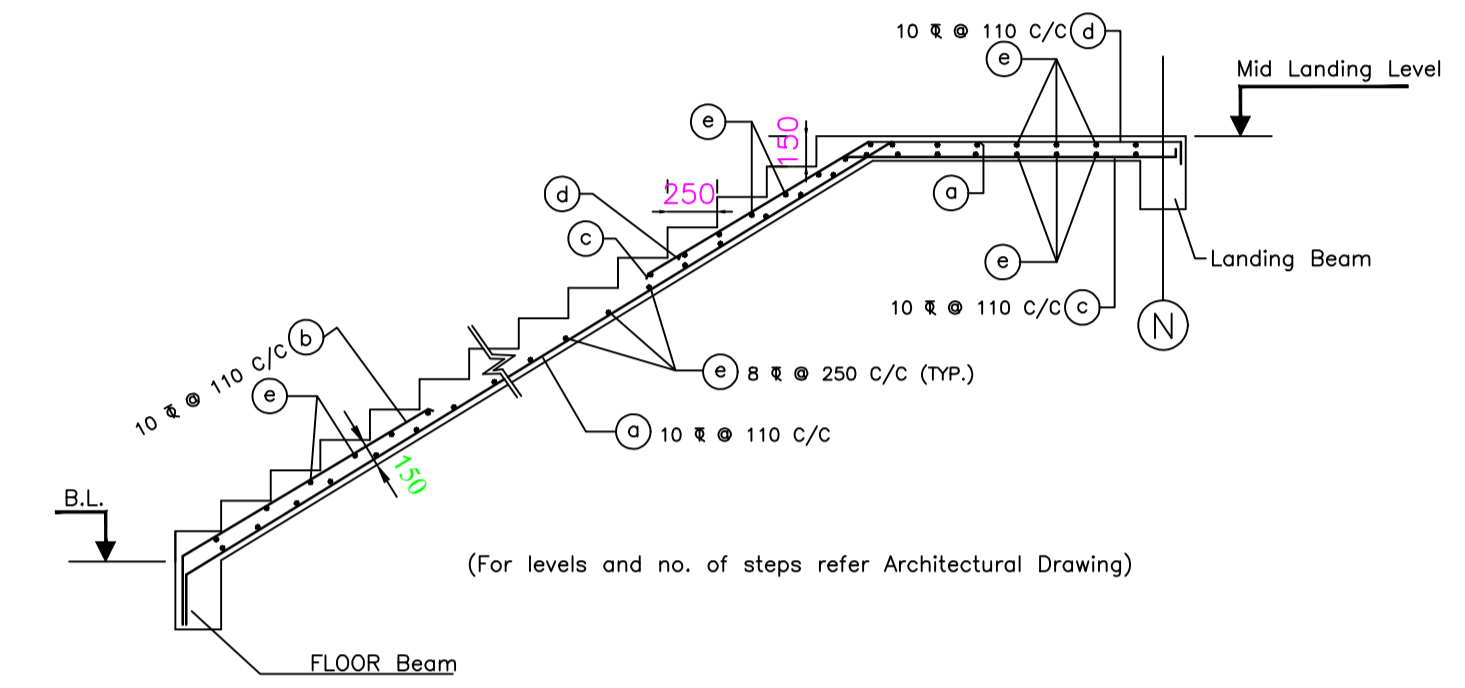 10 Ꞧ @ 110 C/C d
e
Mid Landing Level
e
150
d
250
a
c
Landing Beam
e
10 Ꞧ @ 110 C/C c
N
10 Ꞧ @ 110 C/C b
e 8 Ꞧ @ 250 C/C (TYP.)
e
a 10 Ꞧ @ 110 C/C
150
B.L.
(For levels and no. of steps refer Architectural Drawing)
FLOOR Beam